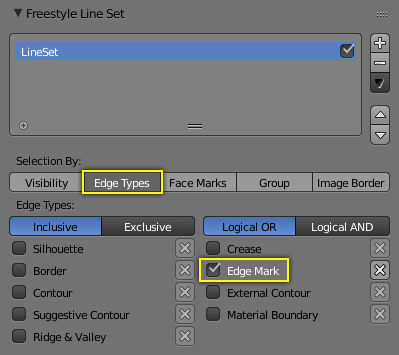 Freestyle Line Set
LineSet
Selection By:
Visibility Edge Types Face Marks Group Image Border
Edge Types:
Inclusive Exclusive Logical OR Logical AND
Silhouette Crease
Border Edge Mark
Contour External Contour
Suggestive Contour Material Boundary
Ridge & Valley